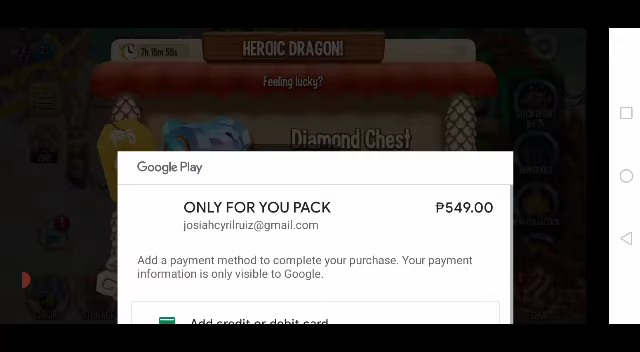 7h 15m 55s
HEROIC DRAGON!
Feeling lucky?
Diamond Chest
Google Play
ONLY FOR YOU PACK
₱549.00
josiahcyrilruiz@gmail.com
Add a payment method to complete your purchase. Your payment
information is only visible to Google.
Add credit or debit card